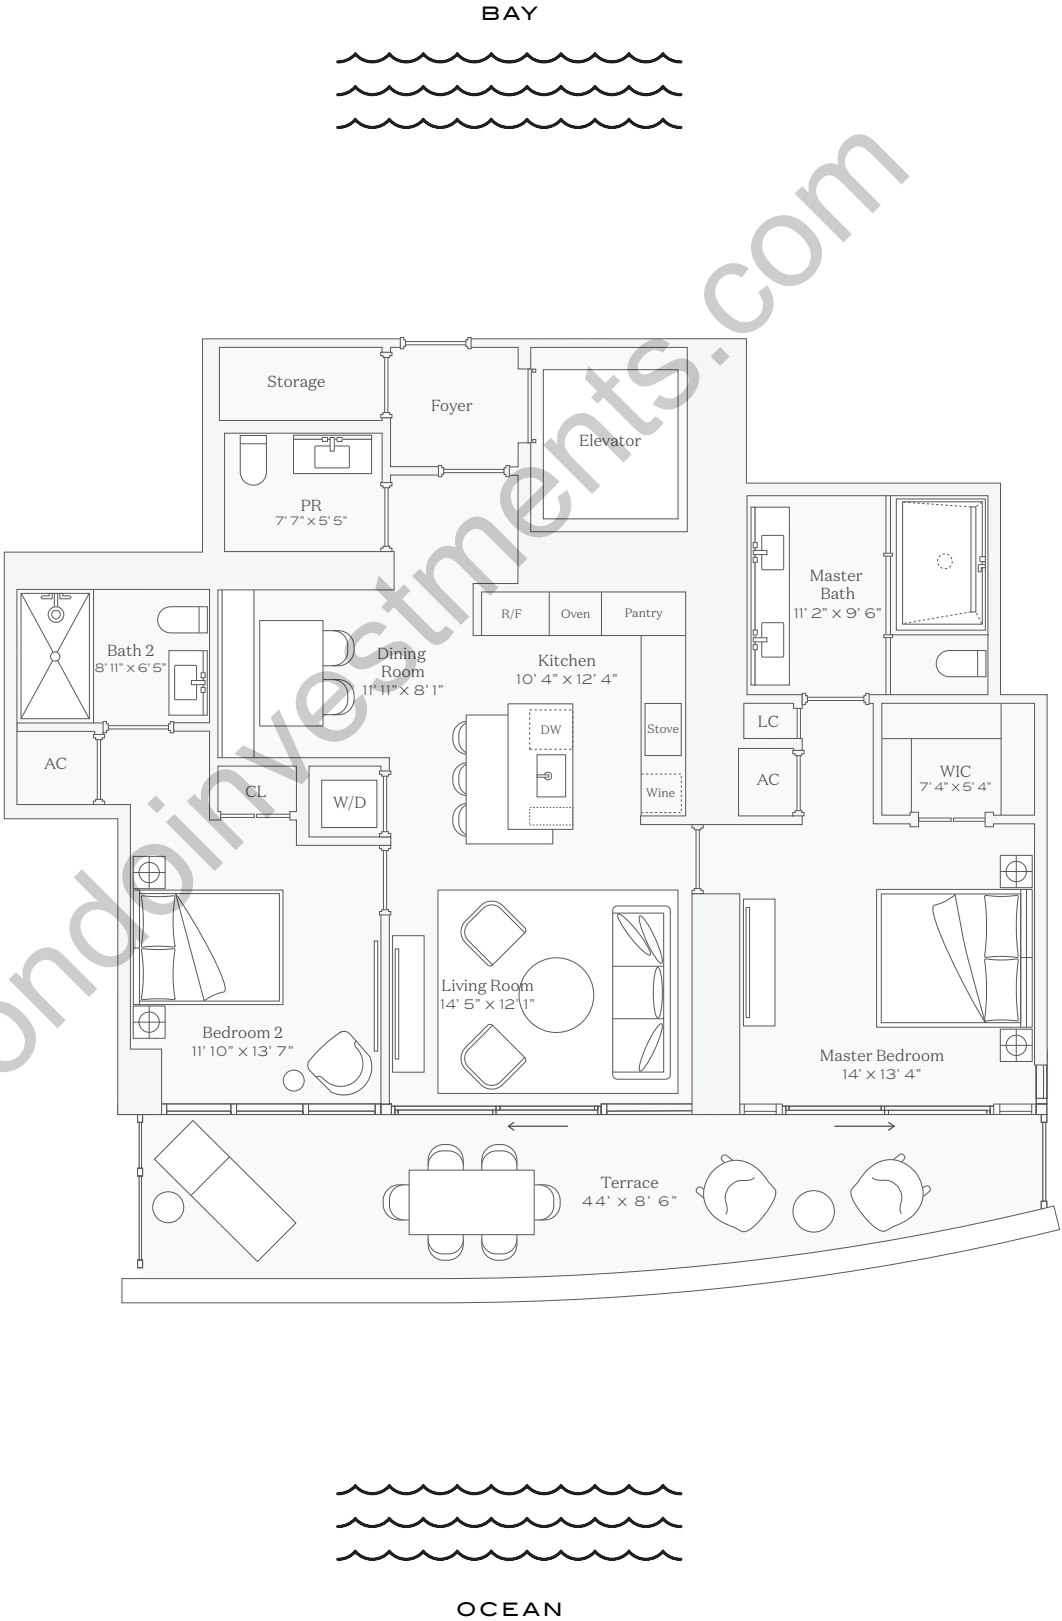 BAY
Storage
Foyer
Elevator
PR
7' 7" x 5' 5"
Master
Bath
11' 2" x 9' 6"
R/F
Oven
Pantry
Bath 2
8' 11" x 6' 5"
Dining
Room
11' 11" x 8' 1"
Kitchen
10' 4" x 12' 4"
DW
Stove
LC
AC
CL
W/D
Wine
AC
WIC
7' 4" x 5' 4"
Living Room
14' 5" x 12' 1"
Bedroom 2
11' 10" x 13' 7"
Master Bedroom
14' x 13' 4"
Terrace
44' x 8' 6"
OCEAN
ondoinvestments.com